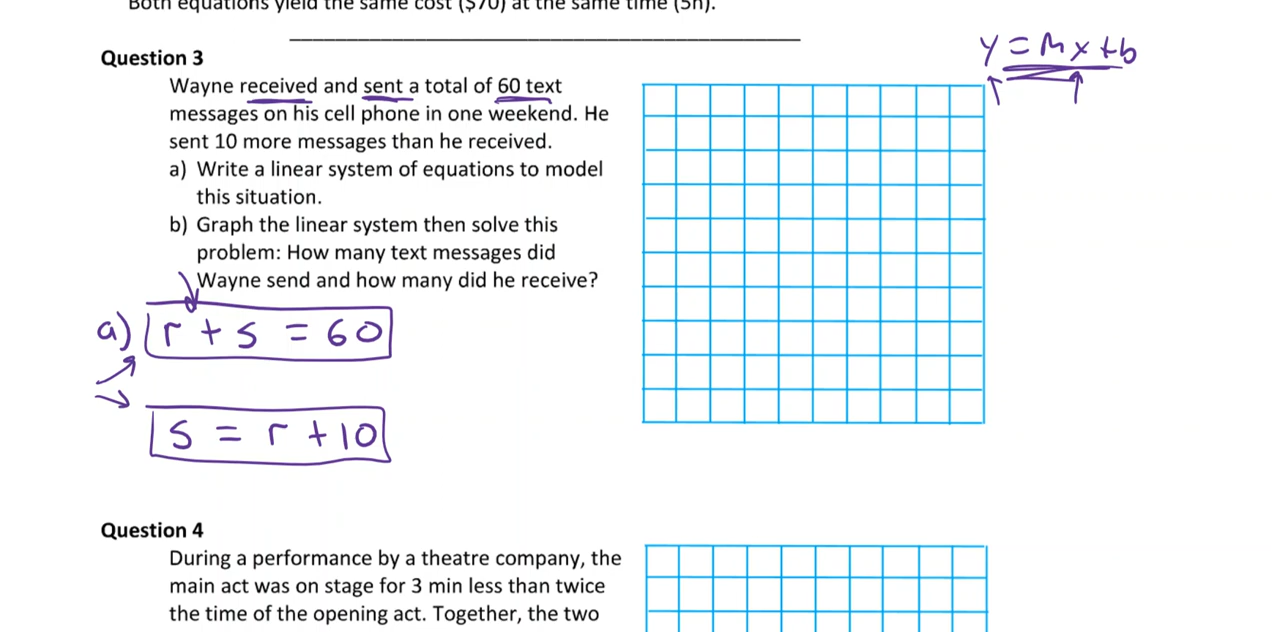 Both equations yield the same cost ($70) at the same time (5h).
Question 3
y = mx + b
Wayne received and sent a total of 60 text
messages on his cell phone in one weekend. He
sent 10 more messages than he received.
a) Write a linear system of equations to model
this situation.
b) Graph the linear system then solve this
problem: How many text messages did
Wayne send and how many did he receive?
a) r + s = 60
s = r + 10
Question 4
During a performance by a theatre company, the
main act was on stage for 3 min less than twice
the time of the opening act. Together, the two